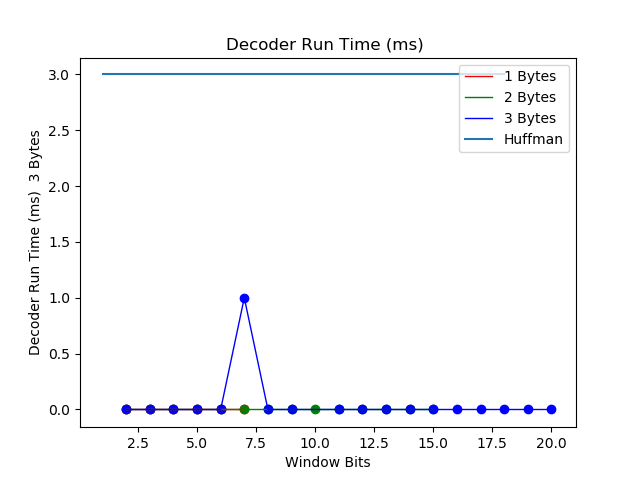 Decoder Run Time (ms)
3.0
2.5
2.0
1.5
1.0
0.5
0.0
Decoder Run Time (ms)  3 Bytes
1 Bytes
2 Bytes
3 Bytes
Huffman
2.5 5.0 7.5 10.0 12.5 15.0 17.5 20.0
Window Bits